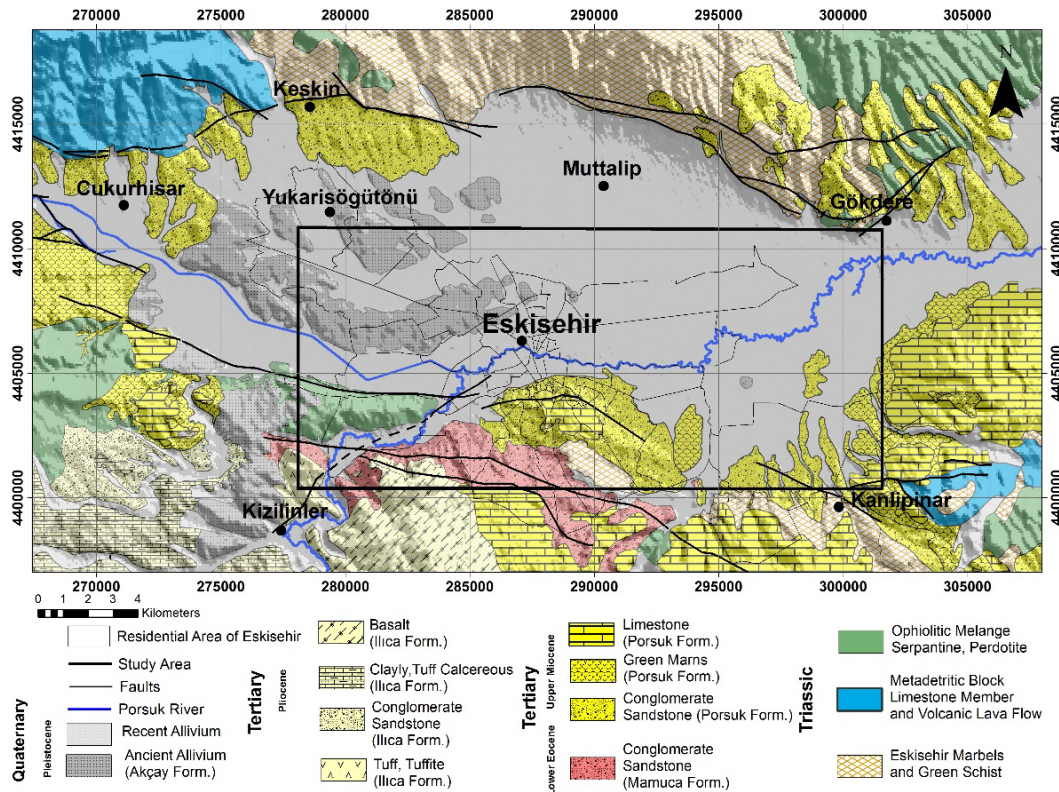 270000 275000 280000 285000 290000 295000 300000 305000
N
4415000 4415000
4410000 4410000
4405000 4405000
4400000 4400000
Keskin
Muttalip
Cukurhisar
Yukarisögütönü
Gökdere
Eskisehir
Kizilinler
Kanlipinar
270000 275000 280000 285000 290000 295000 300000 305000
0 1 2 3 4
Kilometers
Residential Area of Eskisehir
Study Area
Faults
Porsuk River
Quaternary
Pleistocene
Recent Allivium
Ancient Allivium
(Akçay Form.)
Tertiary
Pliocene
Basalt
(Ilıca Form.)
Clayly,Tuff Calcereous
(Ilıca Form.)
Conglomerate
Sandstone
(Ilıca Form.)
Tuff, Tuffite
(Ilıca Form.)
Tertiary
Upper Miocene
Lower Eocene
Limestone
(Porsuk Form.)
Green Marns
(Porsuk Form.)
Conglomerate
Sandstone (Porsuk Form.)
Conglomerate
Sandstone
(Mamuca Form.)
Triassic
Ophiolitic Melange
Serpantine, Perdotite
Metadetritic Block
Limestone Member
and Volcanic Lava Flow
Eskisehir Marbels
and Green Schist